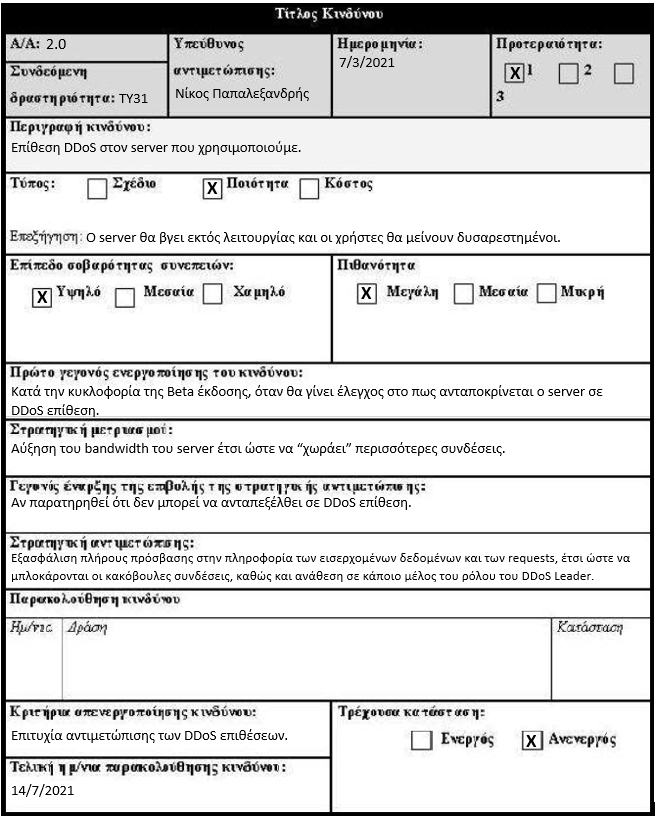 Τίτλος Κινδύνου
Α/Α: 2.0
Συνδεόμενη
δραστηριότητα: TY31
Υπεύθυνος
αντιμετώπισης:
Νίκος Παπαλεξανδρής
Ημερομηνία:
7/3/2021
Προτεραιότητα:
X 1 2
3
Περιγραφή κινδύνου:
Επίθεση DDoS στον server που χρησιμοποιούμε.
Τύπος: Σχέδιο X Ποιότητα Κόστος
Επεξήγηση: Ο server θα βγει εκτός λειτουργίας και οι χρήστες θα μείνουν δυσαρεστημένοι.
Επίπεδο σοβαρότητας συνεπειών:
X Υψηλό Μεσαία Χαμηλό
Πιθανότητα
X Μεγάλη Μεσαία Μικρή
Πρώτο γεγονός ενεργοποίησης του κινδύνου:
Κατά την κυκλοφορία της Beta έκδοσης, όταν θα γίνει έλεγχος στο πως ανταποκρίνεται ο server σε
DDoS επίθεση.
Στρατηγική μετριασμού:
Αύξηση του bandwidth του server έτσι ώστε να “χωράει” περισσότερες συνδέσεις.
Γεγονός έναρξης της επιβολής της στρατηγικής αντιμετώπισης:
Αν παρατηρηθεί ότι δεν μπορεί να ανταπεξέλθει σε DDoS επίθεση.
Στρατηγική αντιμετώπισης:
Εξασφάλιση πλήρους πρόσβασης στην πληροφορία των εισερχομένων δεδομένων και των requests, έτσι ώστε να
μπλοκάρονται οι κακόβουλες συνδέσεις, καθώς και ανάθεση σε κάποιο μέλος του ρόλου του DDoS Leader.
Παρακολούθηση κινδύνου
Ημ/νια Δράση Κατάσταση
Κριτήρια απενεργοποίησης κινδύνου:
Επιτυχία αντιμετώπισης των DDoS επιθέσεων.
Τρέχουσα κατάσταση:
Ενεργός X Ανενεργός
Τελική ημ/νια παρακολούθησης κινδύνου:
14/7/2021